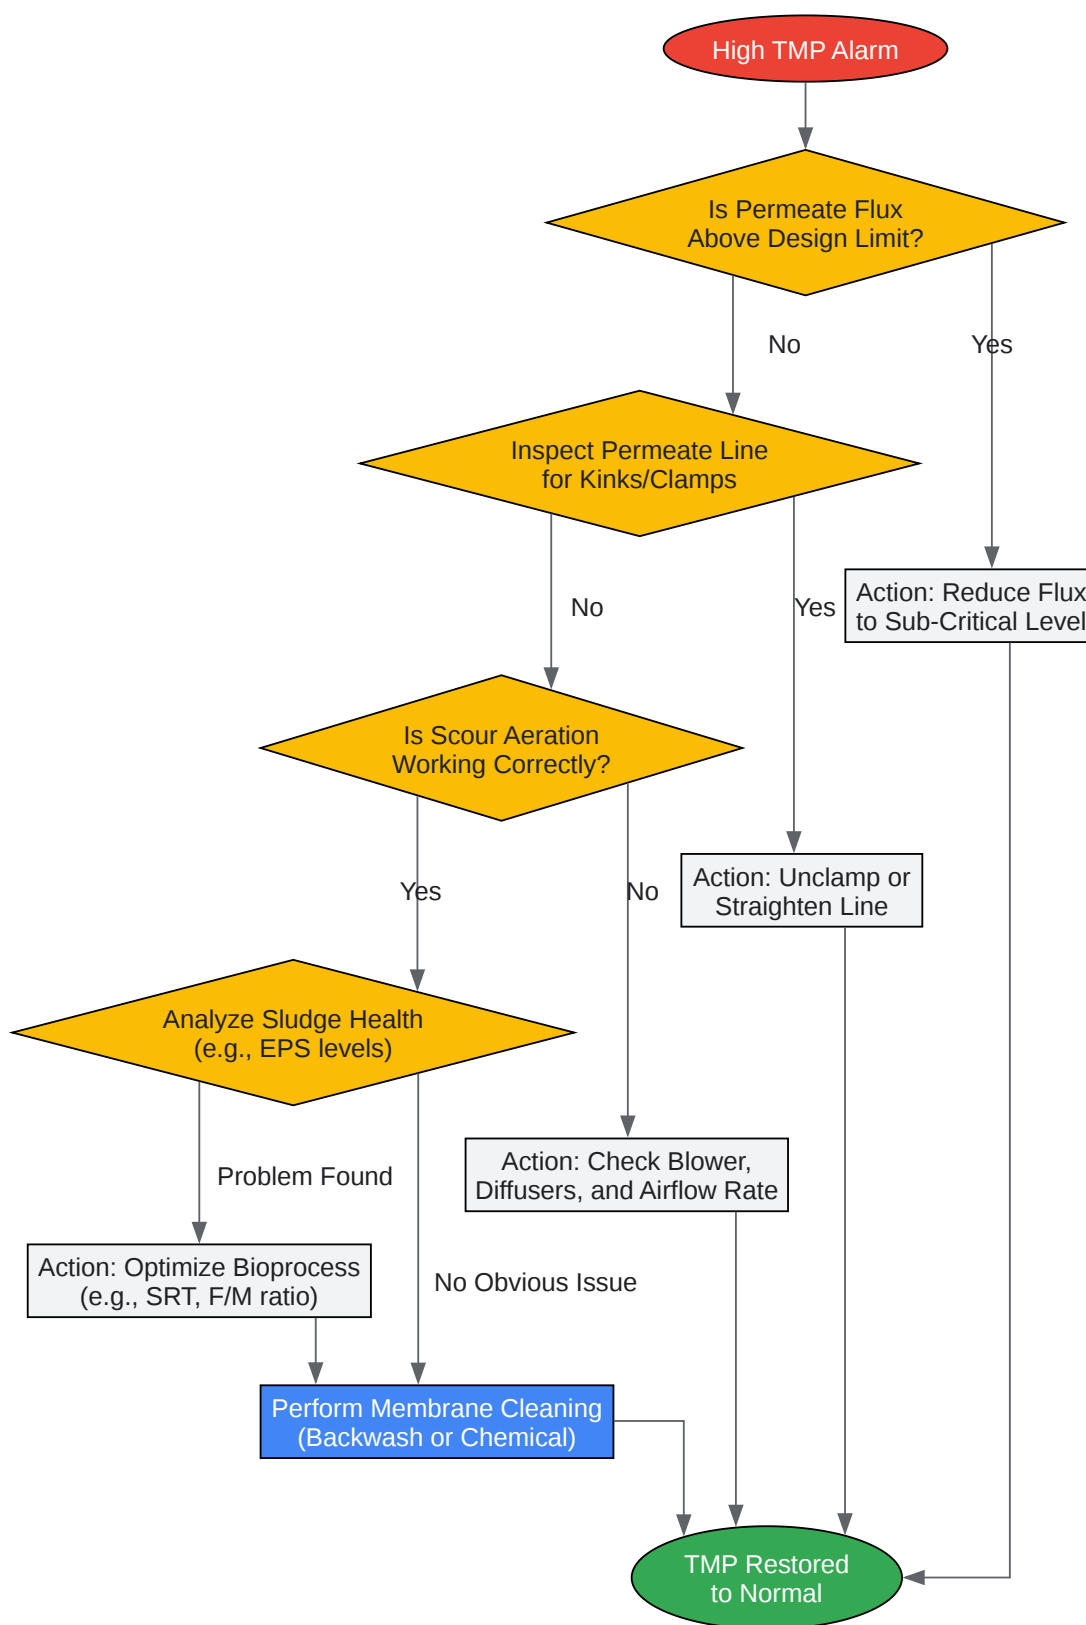 High TMP Alarm
Is Permeate Flux
Above Design Limit?
No
Yes
Inspect Permeate Line
for Kinks/Clamps
No
Yes
Action: Reduce Flux
to Sub-Critical Level
Is Scour Aeration
Working Correctly?
Yes
No
Action: Unclamp or
Straighten Line
Analyze Sludge Health
(e.g., EPS levels)
Problem Found
Action: Check Blower,
Diffusers, and Airflow Rate
Action: Optimize Bioprocess
(e.g., SRT, F/M ratio)
No Obvious Issue
Perform Membrane Cleaning
(Backwash or Chemical)
TMP Restored
to Normal